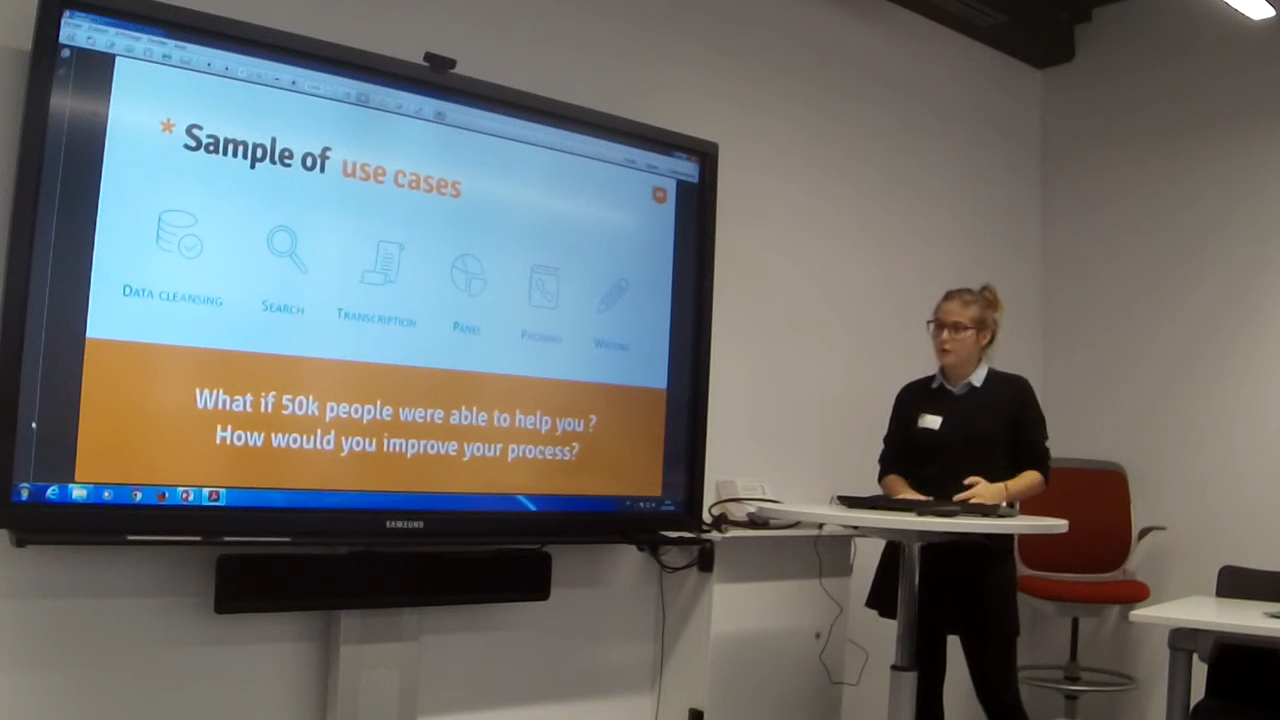 * Sample of use cases
DATA CLEANSING
SEARCH
TRANSCRIPTION
PANEL
PHONING
WRITING
What if 50k people were able to help you ?
How would you improve your process?
SAMSUNG